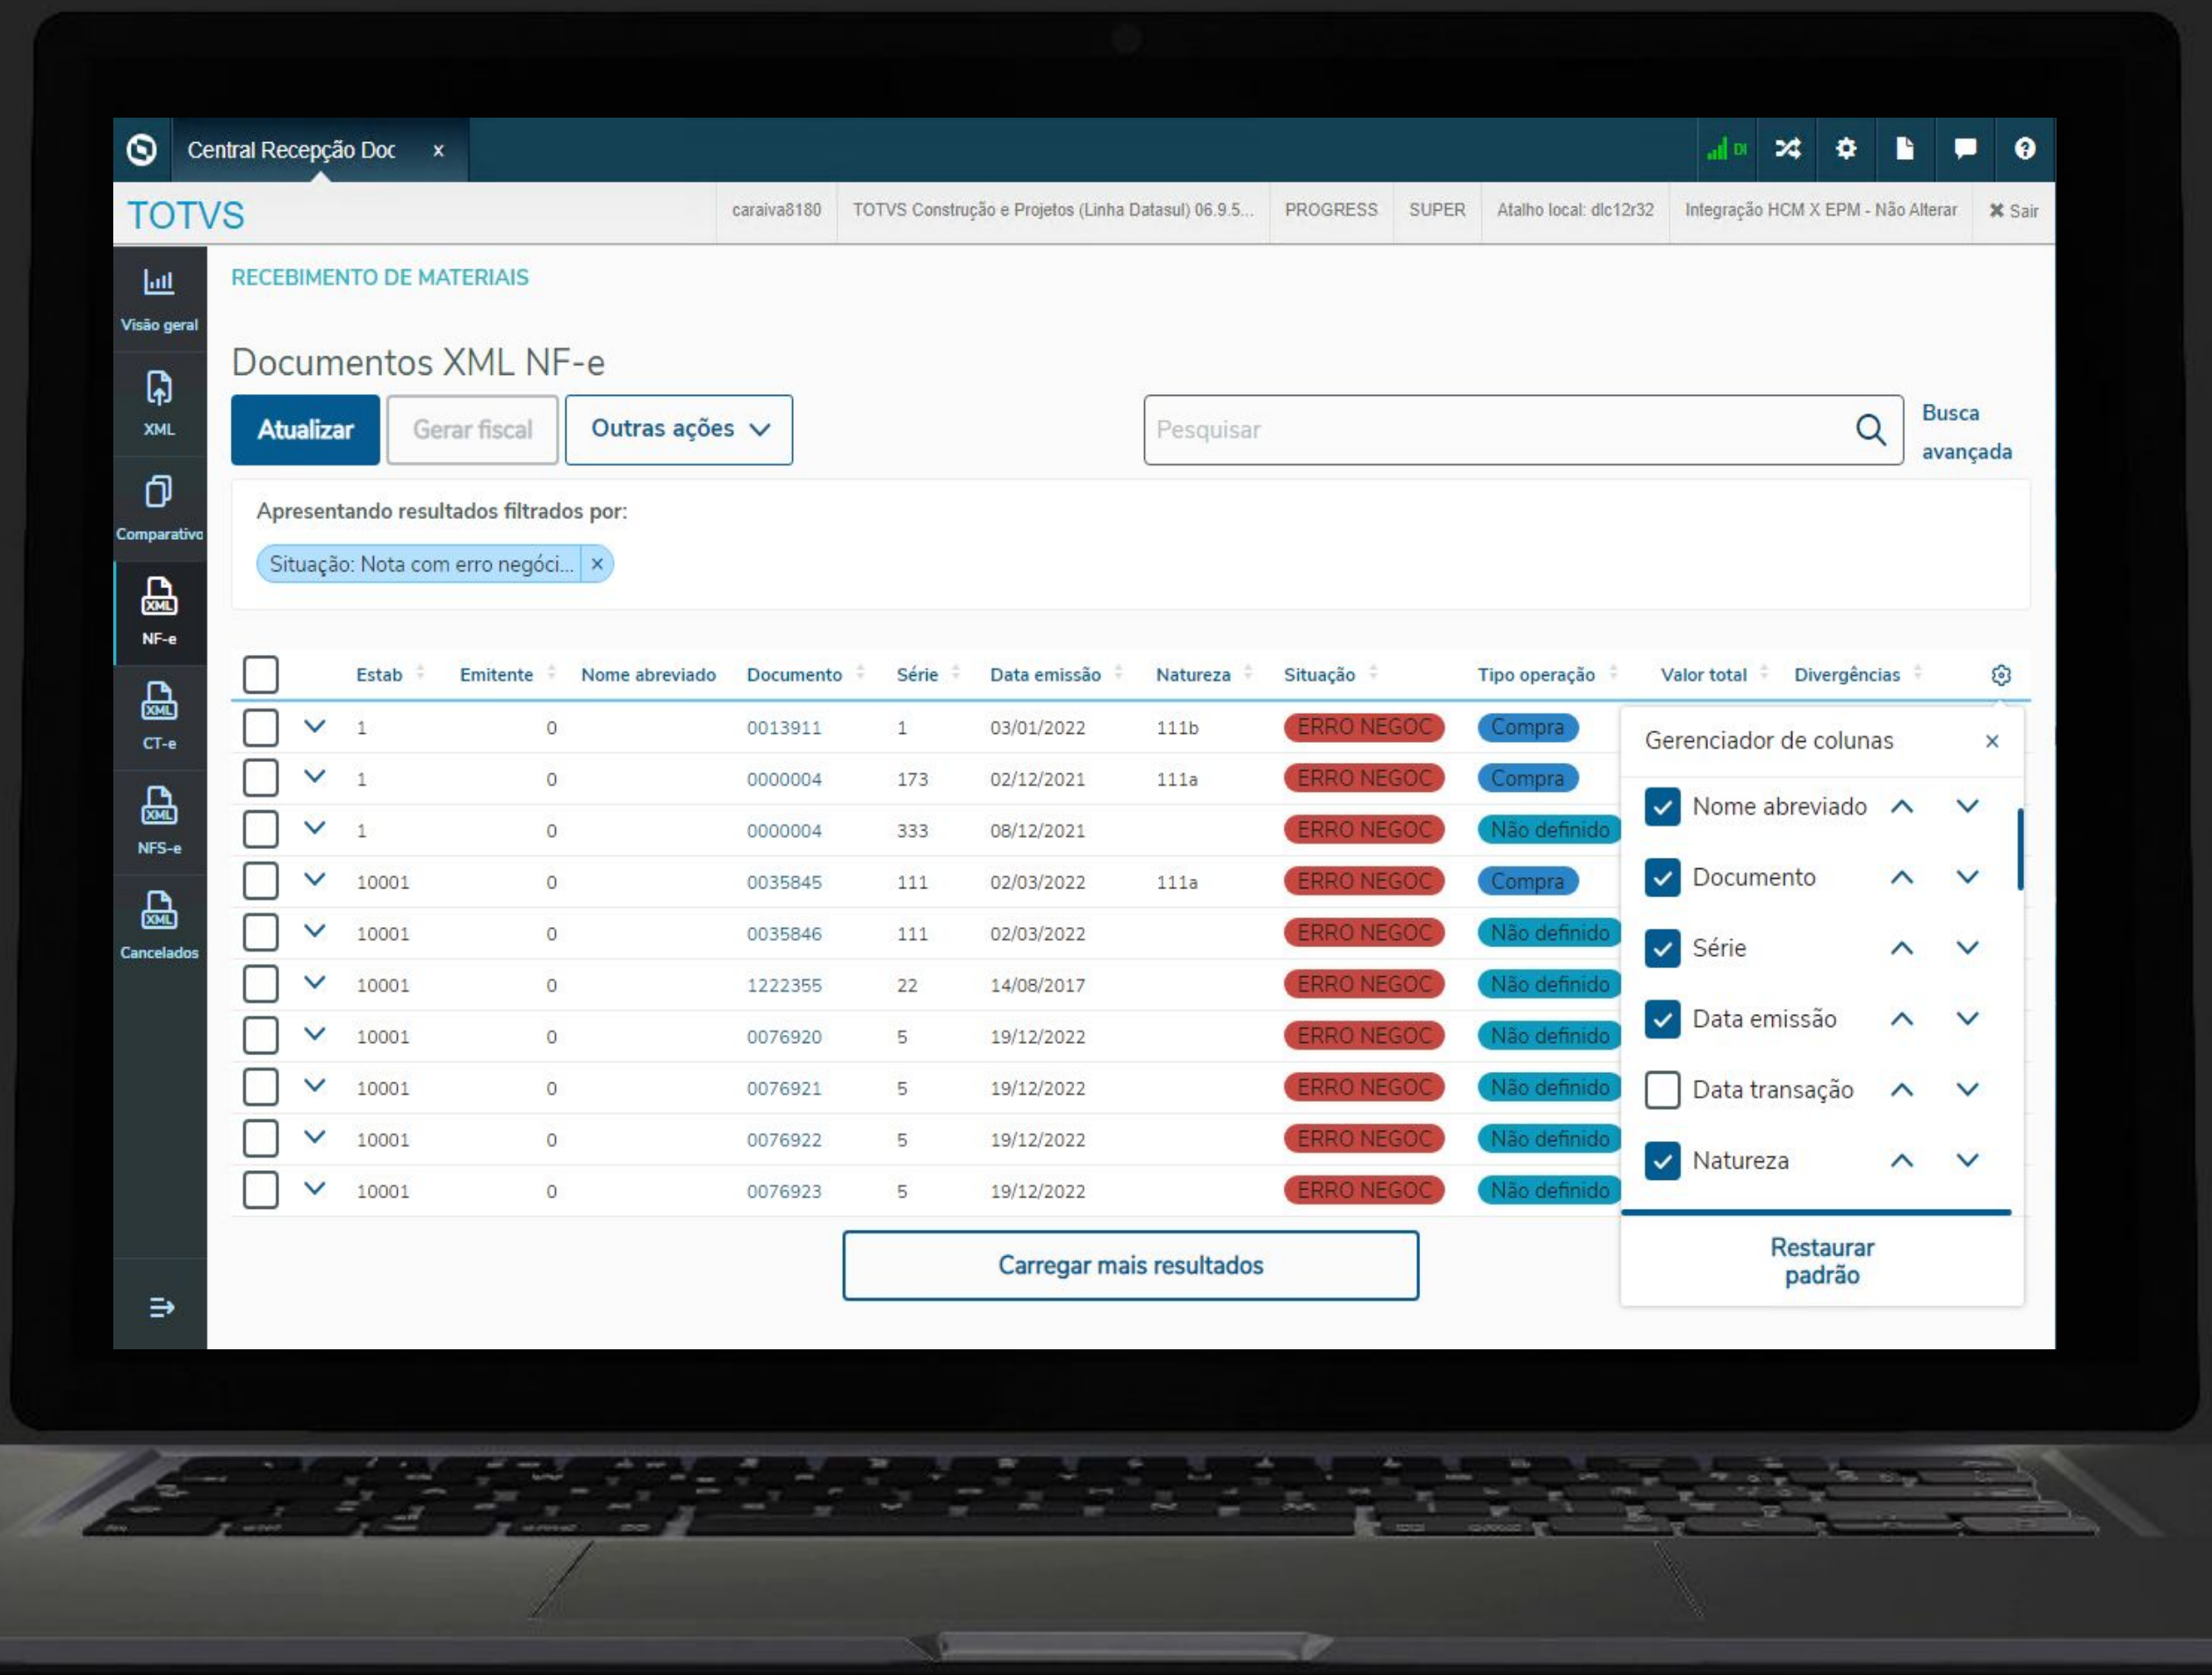 Central Recepção Doc x
DI
TOTVS
caraiva8180 TOTVS Construção e Projetos (Linha Datasul) 06.9.5... PROGRESS SUPER Atalho local: dlc12r32 Integração HCM X EPM - Não Alterar Sair
Visão geral
XML
Comparativo
XML
NF-e
XML
CT-e
XML
NFS-e
XML
Cancelados
RECEBIMENTO DE MATERIAIS
Documentos XML NF-e
Atualizar Gerar fiscal Outras ações
Pesquisar
Busca
avançada
Apresentando resultados filtrados por:
Situação: Nota com erro negóci... ×
Estab Emitente Nome abreviado Documento Série Data emissão Natureza Situação Tipo operação Valor total Divergências
1 0 0013911 1 03/01/2022 111b ERRO NEGOC Compra
1 0 0000004 173 02/12/2021 111a ERRO NEGOC Compra
1 0 0000004 333 08/12/2021 ERRO NEGOC Não definido
10001 0 0035845 111 02/03/2022 111a ERRO NEGOC Compra
10001 0 0035846 111 02/03/2022 ERRO NEGOC Não definido
10001 0 1222355 22 14/08/2017 ERRO NEGOC Não definido
10001 0 0076920 5 19/12/2022 ERRO NEGOC Não definido
10001 0 0076921 5 19/12/2022 ERRO NEGOC Não definido
10001 0 0076922 5 19/12/2022 ERRO NEGOC Não definido
10001 0 0076923 5 19/12/2022 ERRO NEGOC Não definido
Carregar mais resultados
Gerenciador de colunas ×
Nome abreviado
Documento
Série
Data emissão
Data transação
Natureza
Restaurar
padrão